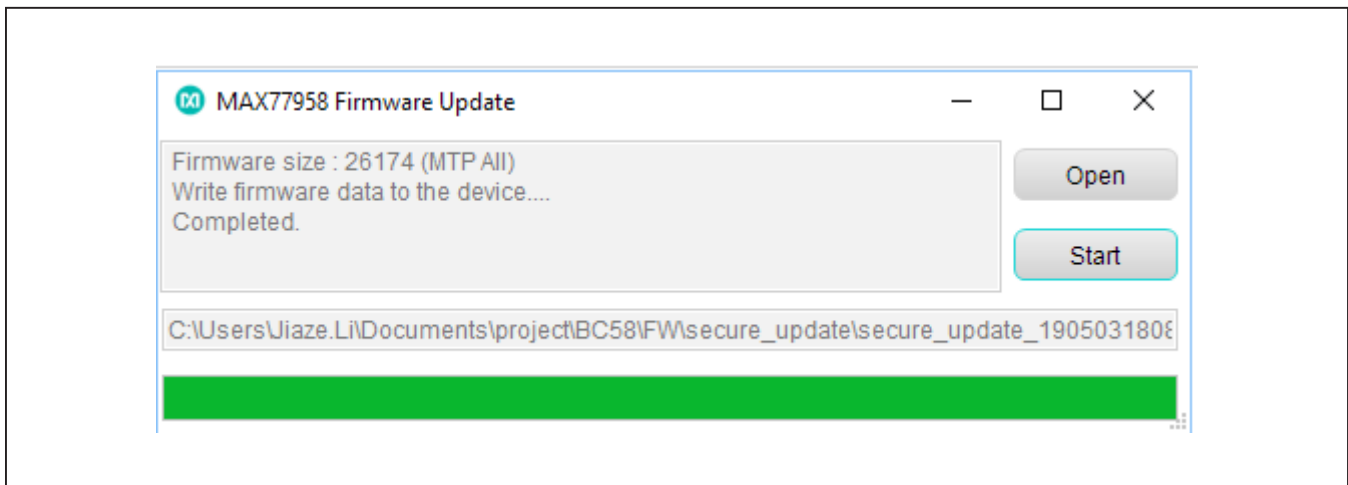 MAX77958 Firmware Update
Firmware size : 26174 (MTP All)
Write firmware data to the device....
Completed.
Open
Start
C:\Users\Jiaze.Li\Documents\project\BC58\FW\secure_update\secure_update_1905031808